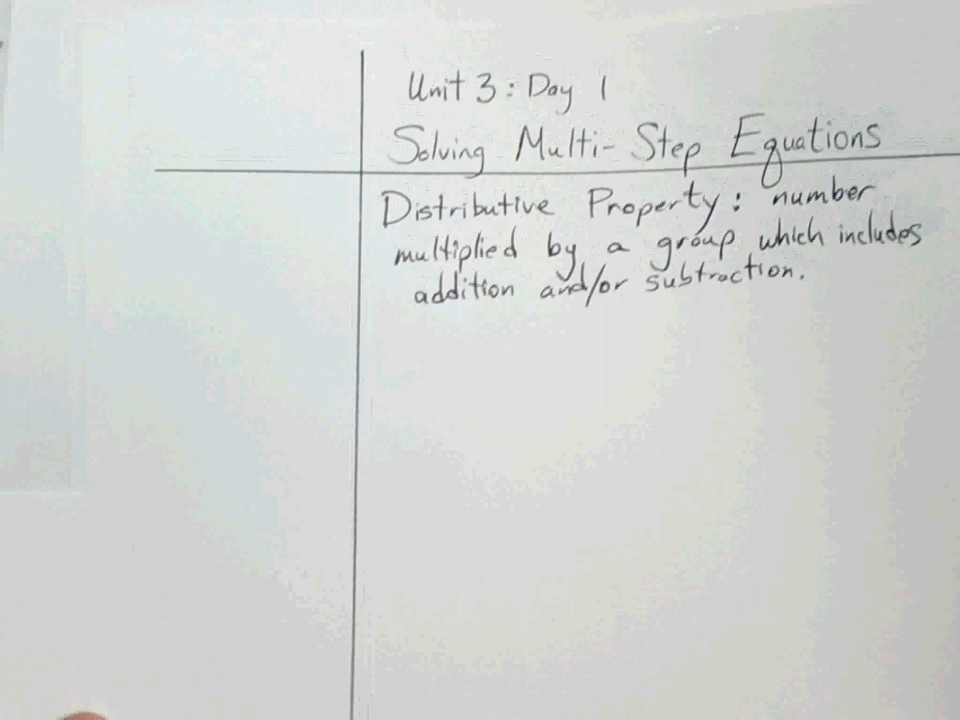 Unit 3: Day 1
Solving Multi-Step Equations
Distributive Property: number
multiplied by a group which includes
addition and/or subtraction.